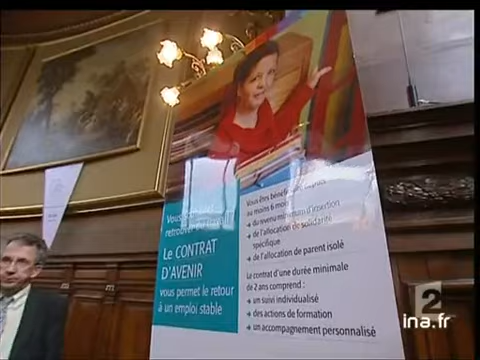 Vous
retrouver
LE CONTRAT
D'AVENIR
vous permet le retour
à un emploi stable
Vous êtes bénéficiaire depuis
au moins 6 mois
du revenu minimum d'insertion
de l'allocation de solidarité
spécifique
de l'allocation de parent isolé
Le contrat d'une durée minimale
de 2 ans comprend :
un suivi individualisé
des actions de formation
un accompagnement personnalisé
2
ina.fr